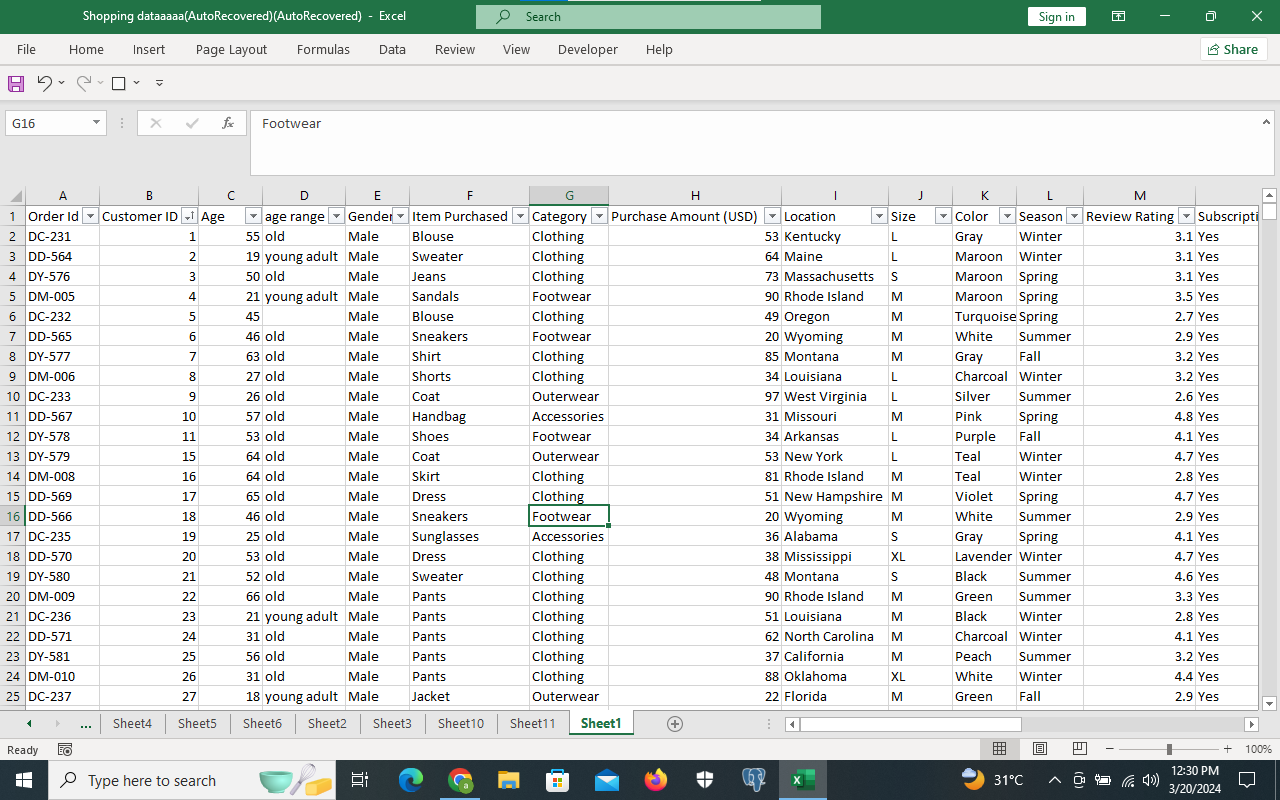 Shopping dataaaaa(AutoRecovered)(AutoRecovered) - Excel Search Sign in
File Home Insert Page Layout Formulas Data Review View Developer Help Share
G16 fx Footwear
A B C D E F G H I J K L M
1 Order Id Customer ID Age age range Gender Item Purchased Category Purchase Amount (USD) Location Size Color Season Review Rating Subscripti
2 DC-231 1 55 old Male Blouse Clothing 53 Kentucky L Gray Winter 3.1 Yes
3 DD-564 2 19 young adult Male Sweater Clothing 64 Maine L Maroon Winter 3.1 Yes
4 DY-576 3 50 old Male Jeans Clothing 73 Massachusetts S Maroon Spring 3.1 Yes
5 DM-005 4 21 young adult Male Sandals Footwear 90 Rhode Island M Maroon Spring 3.5 Yes
6 DC-232 5 45 Male Blouse Clothing 49 Oregon M Turquoise Spring 2.7 Yes
7 DD-565 6 46 old Male Sneakers Footwear 20 Wyoming M White Summer 2.9 Yes
8 DY-577 7 63 old Male Shirt Clothing 85 Montana M Gray Fall 3.2 Yes
9 DM-006 8 27 old Male Shorts Clothing 34 Louisiana L Charcoal Winter 3.2 Yes
10 DC-233 9 26 old Male Coat Outerwear 97 West Virginia L Silver Summer 2.6 Yes
11 DD-567 10 57 old Male Handbag Accessories 31 Missouri M Pink Spring 4.8 Yes
12 DY-578 11 53 old Male Shoes Footwear 34 Arkansas L Purple Fall 4.1 Yes
13 DY-579 15 64 old Male Coat Outerwear 53 New York L Teal Winter 4.7 Yes
14 DM-008 16 64 old Male Skirt Clothing 81 Rhode Island M Teal Winter 2.8 Yes
15 DD-569 17 65 old Male Dress Clothing 51 New Hampshire M Violet Spring 4.7 Yes
16 DD-566 18 46 old Male Sneakers Footwear 20 Wyoming M White Summer 2.9 Yes
17 DC-235 19 25 old Male Sunglasses Accessories 36 Alabama S Gray Spring 4.1 Yes
18 DD-570 20 53 old Male Dress Clothing 38 Mississippi XL Lavender Winter 4.7 Yes
19 DY-580 21 52 old Male Sweater Clothing 48 Montana S Black Summer 4.6 Yes
20 DM-009 22 66 old Male Pants Clothing 90 Rhode Island M Green Summer 3.3 Yes
21 DC-236 23 21 young adult Male Pants Clothing 51 Louisiana M Black Winter 2.8 Yes
22 DD-571 24 31 old Male Pants Clothing 62 North Carolina M Charcoal Winter 4.1 Yes
23 DY-581 25 56 old Male Pants Clothing 37 California M Peach Summer 3.2 Yes
24 DM-010 26 31 old Male Pants Clothing 88 Oklahoma XL White Winter 4.4 Yes
25 DC-237 27 18 young adult Male Jacket Outerwear 22 Florida M Green Fall 2.9 Yes
... Sheet4 Sheet5 Sheet6 Sheet2 Sheet3 Sheet10 Sheet11 Sheet1
Ready 100%
Type here to search 31°C 12:30 PM
3/20/2024